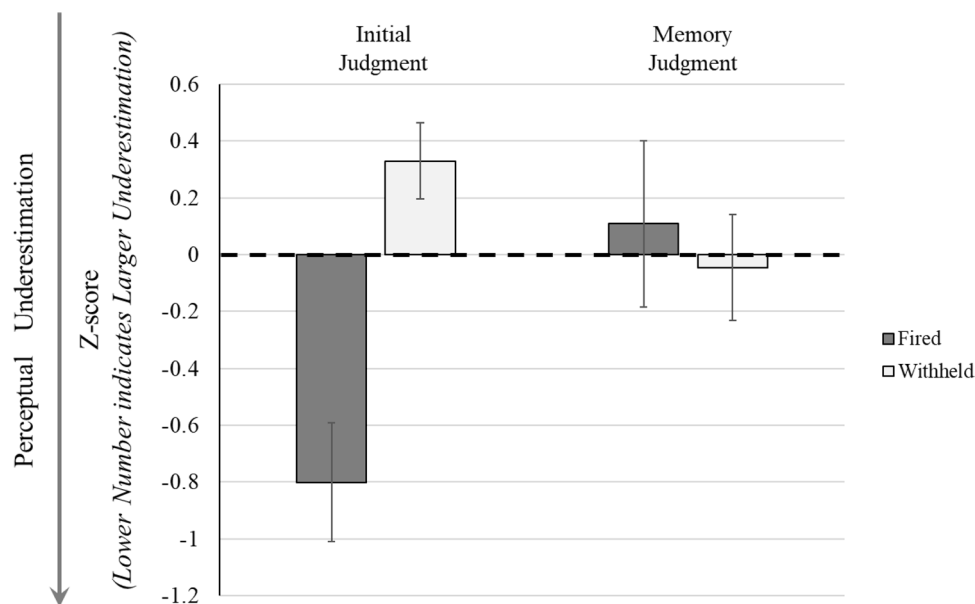 Initial
Judgment
Memory
Judgment
Perceptual Underestimation
Z-score
(Lower Number indicates Larger Underestimation)
0.6
0.4
0.2
0
-0.2
-0.4
-0.6
-0.8
-1
-1.2
Fired
Withheld